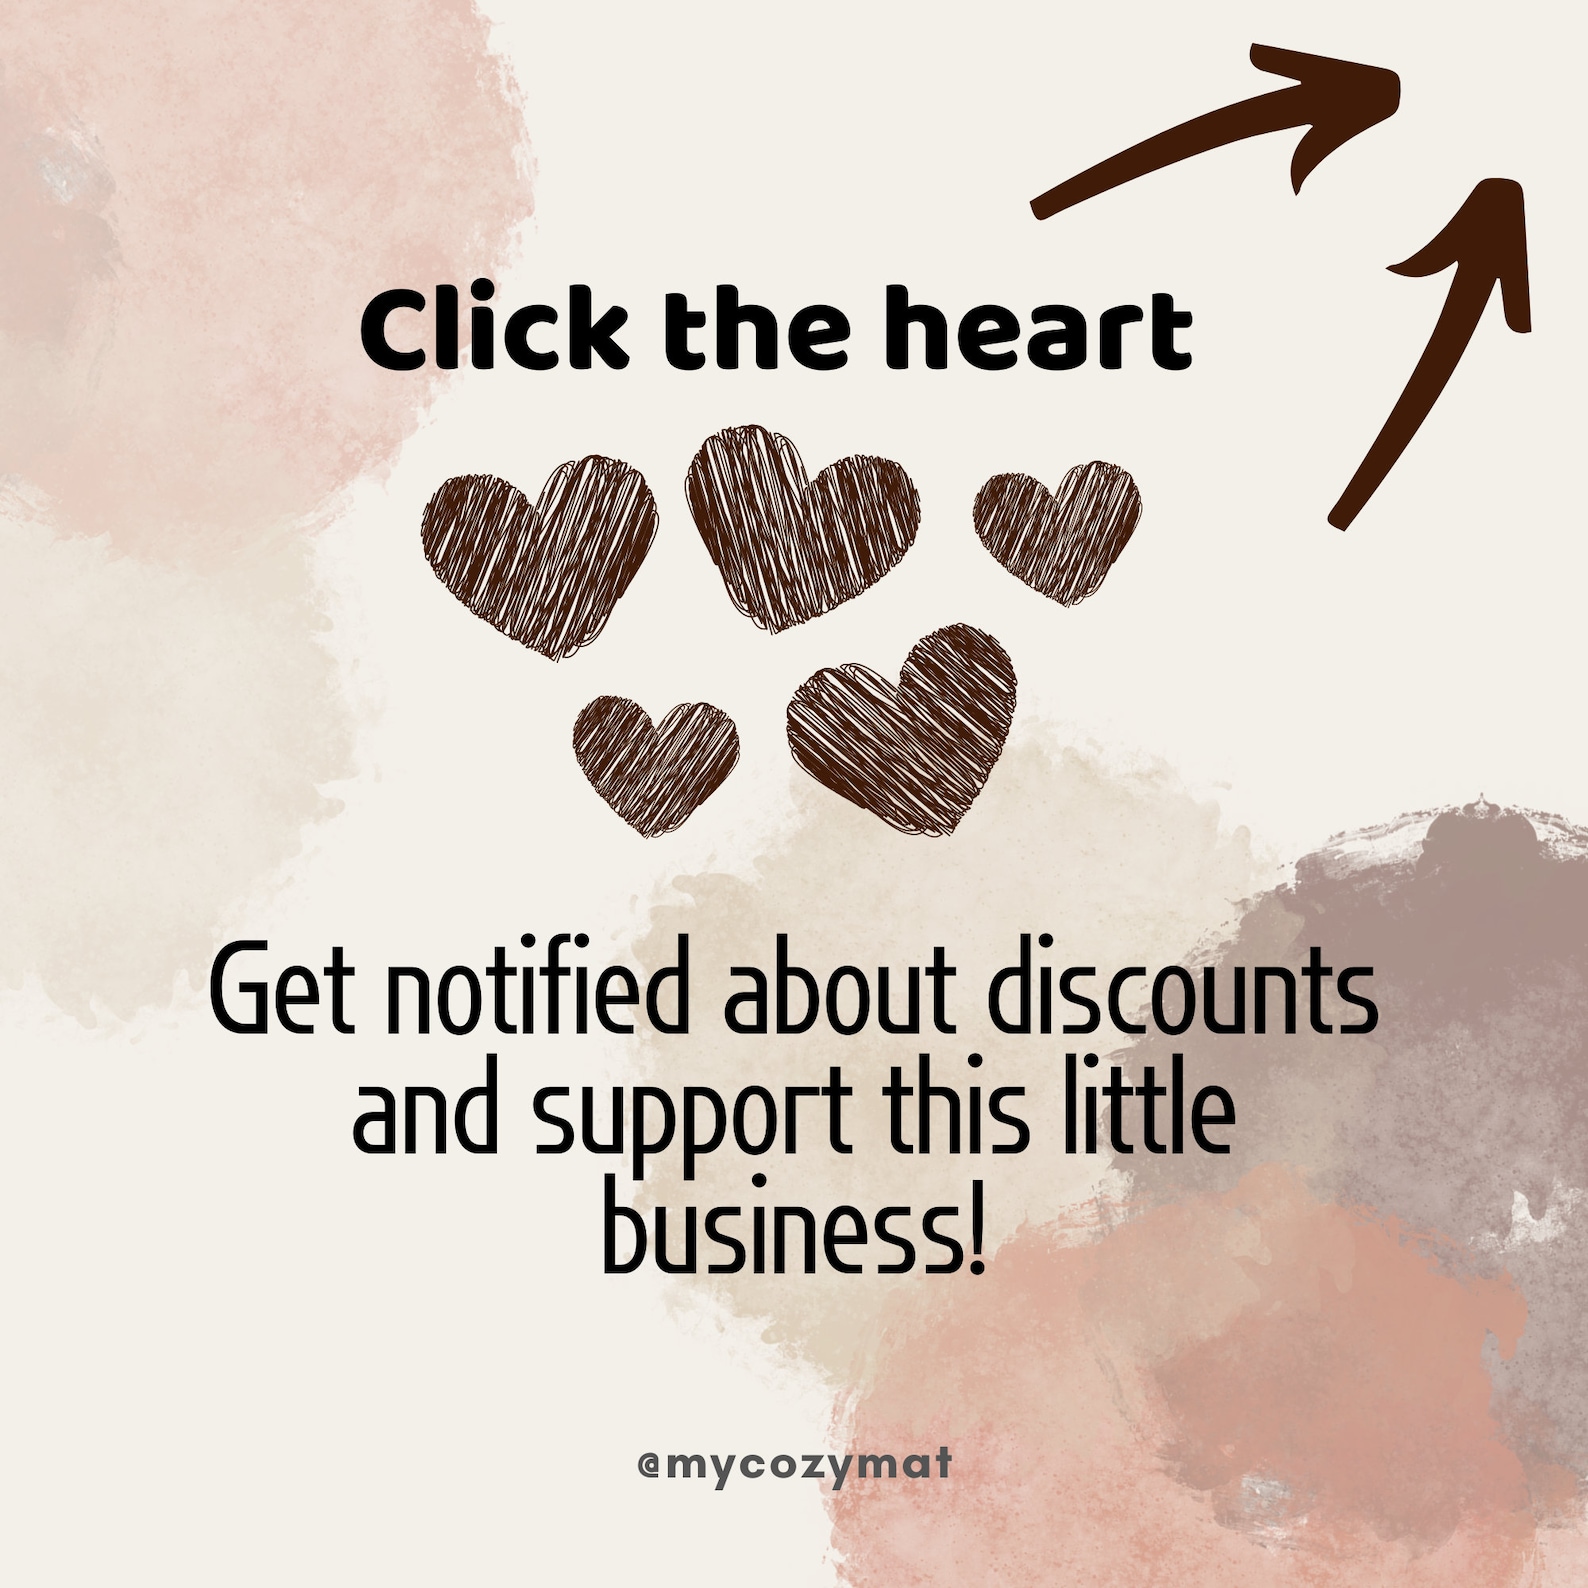 Click the heart
Get notified about discounts
and support this little
business!
@mycozymat